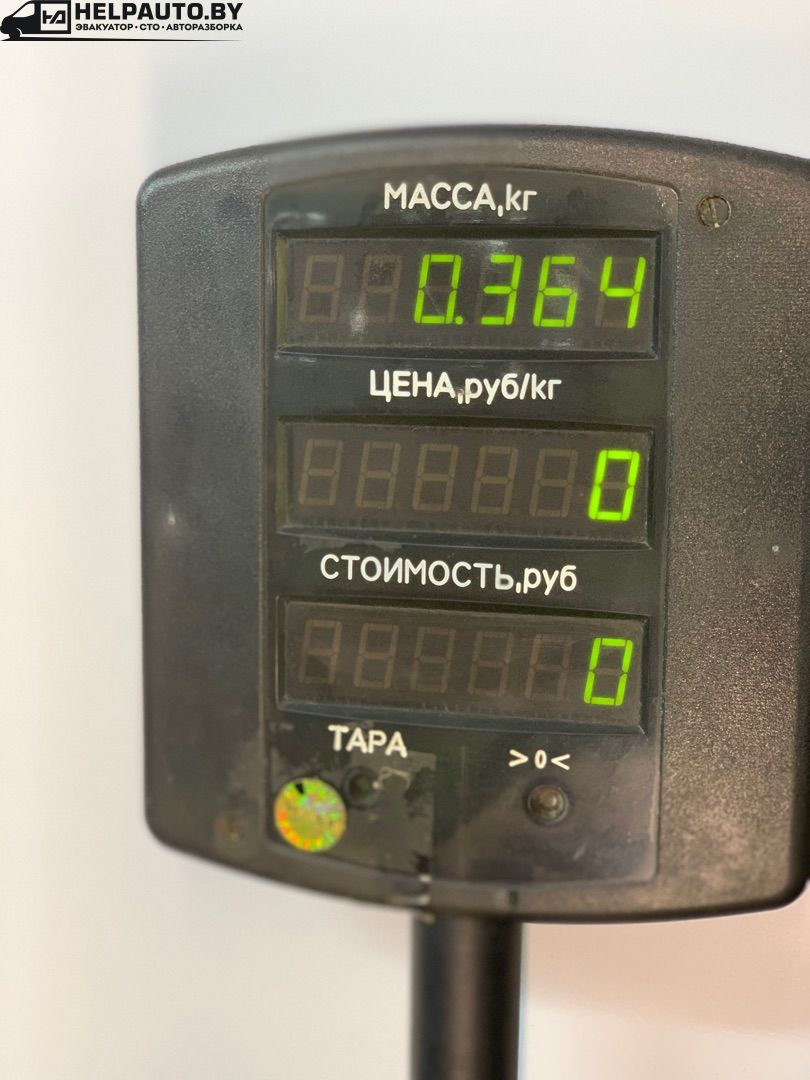 HELPAUTO.BY
ЭВАКУАТОР • СТО • АВТОРАЗБОРКА
МАССА,кг
0.364
ЦЕНА,руб/кг
0
СТОИМОСТЬ,руб
0
ТАРА
>0<